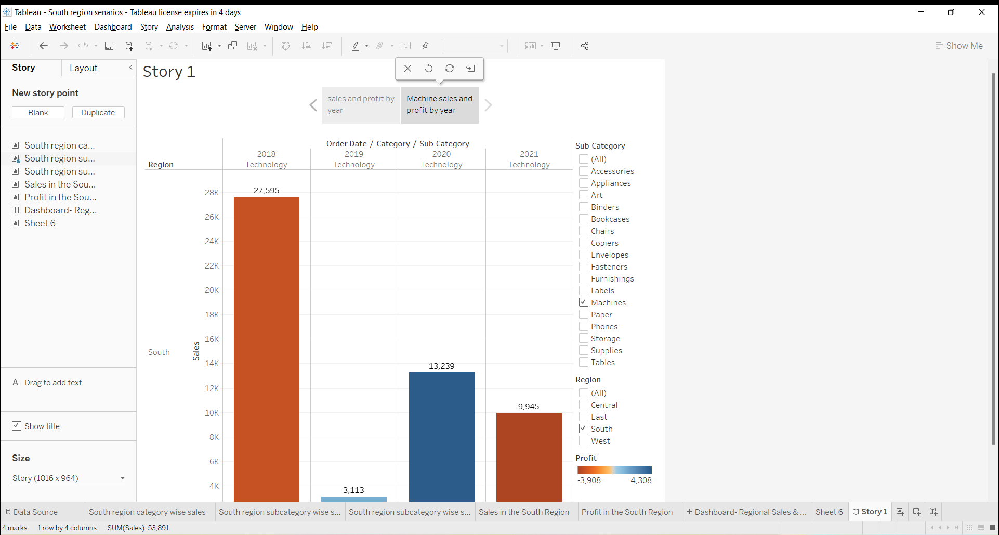 Tableau - South region senarios - Tableau license expires in 4 days
File Data Worksheet Dashboard Story Analysis Format Server Window Help
Show Me
Story Layout
Story 1
New story point
Blank Duplicate
South region ca...
South region su...
South region su...
Sales in the Sou...
Profit in the Sou...
Dashboard- Reg...
Sheet 6
A Drag to add text
Show title
Size
Story (1016 x 964)
sales and profit by
year
Machine sales and
profit by year
Order Date / Category / Sub-Category
2018 2019 2020 2021
Region Technology Technology Technology Technology
South
Sales
28K
26K
24K
22K
20K
18K
16K
14K
12K
10K
8K
6K
4K
27,595
3,113
13,239
9,945
Sub-Category
(All)
Accessories
Appliances
Art
Binders
Bookcases
Chairs
Copiers
Envelopes
Fasteners
Furnishings
Labels
Machines
Paper
Phones
Storage
Supplies
Tables
Region
(All)
Central
East
South
West
Profit
-3,908 4,308
Data Source South region category wise sales South region subcategory wise s... South region subcategory wise s... Sales in the South Region Profit in the South Region Dashboard- Regional Sales & ... Sheet 6 Story 1
4 marks 1 row by 4 columns SUM(Sales): 53,891